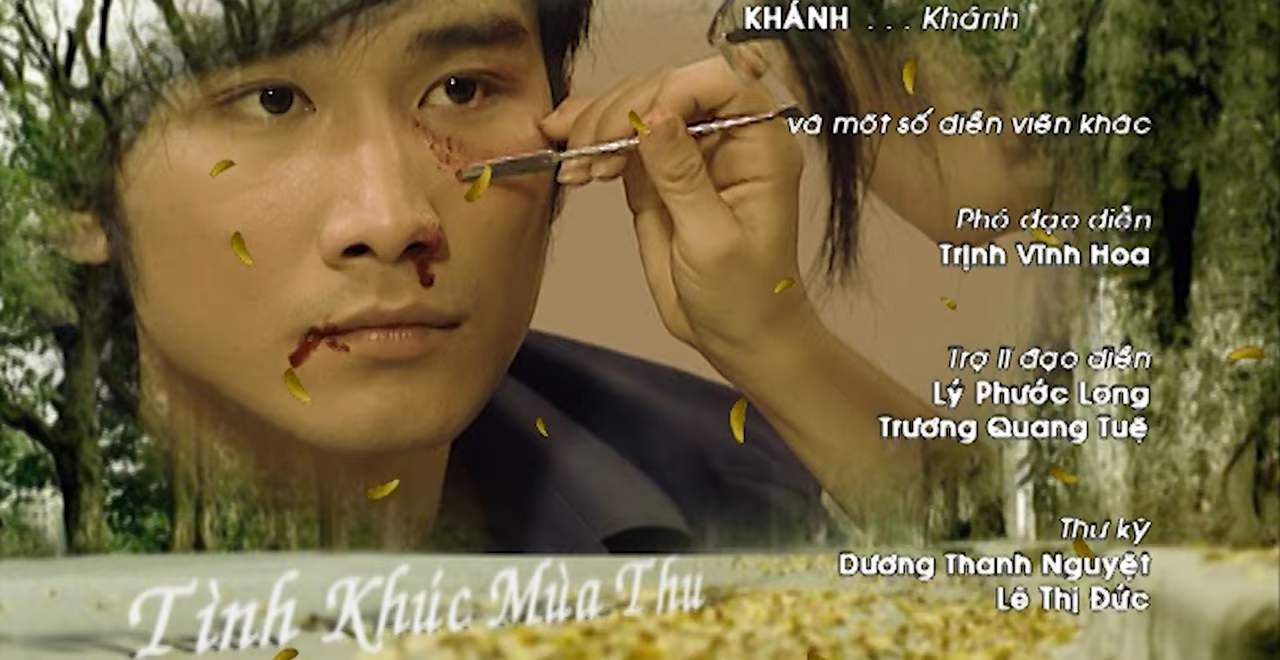 KHÁNH . . . Khánh
và một số diễn viên khác
Phó đạo diễn
Trịnh Vĩnh Hoa
Trợ lí đạo diễn
Lý Phước Long
Trương Quang Tuệ
Thư ký
Dương Thanh Nguyệt
Lê Thị Đức
Tình Khúc Mùa Thu